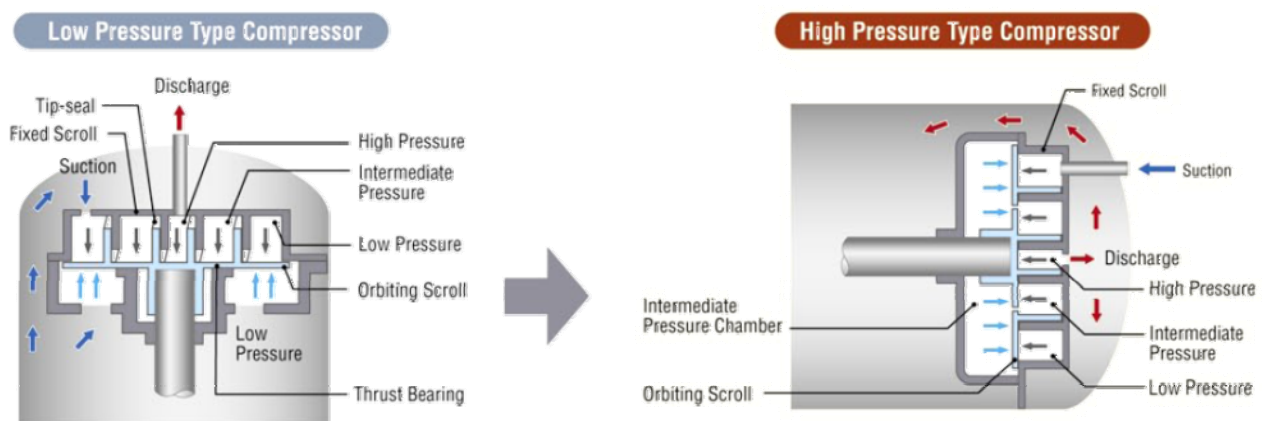 Low Pressure Type Compressor
Discharge
Tip-seal
Fixed Scroll
Suction
High Pressure
Intermediate
Pressure
Low Pressure
Orbiting Scroll
Low
Pressure
Thrust Bearing
High Pressure Type Compressor
Fixed Scroll
Suction
Discharge
High Pressure
Intermediate
Pressure Chamber
Intermediate
Pressure
Orbiting Scroll
Low Pressure